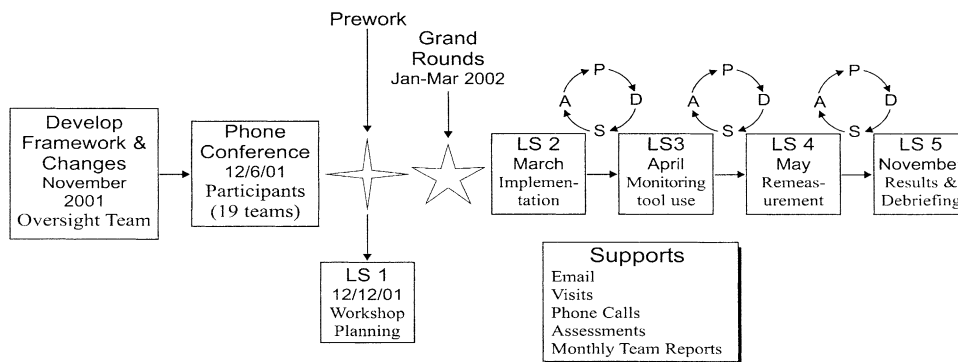 Prework
Grand
Rounds
Jan-Mar 2002
Develop
Framework &
Changes
November
2001
Oversight Team
Phone
Conference
12/6/01
Participants
(19 teams)
LS 1
12/12/01
Workshop
Planning
P
D
S
A
P
D
S
A
P
D
S
A
LS 2
March
Implemen-
tation
LS3
April
Monitoring
tool use
LS 4
May
Remeas-
urement
LS 5
Novembe
Results &
Debriefing
Supports
Email
Visits
Phone Calls
Assessments
Monthly Team Reports